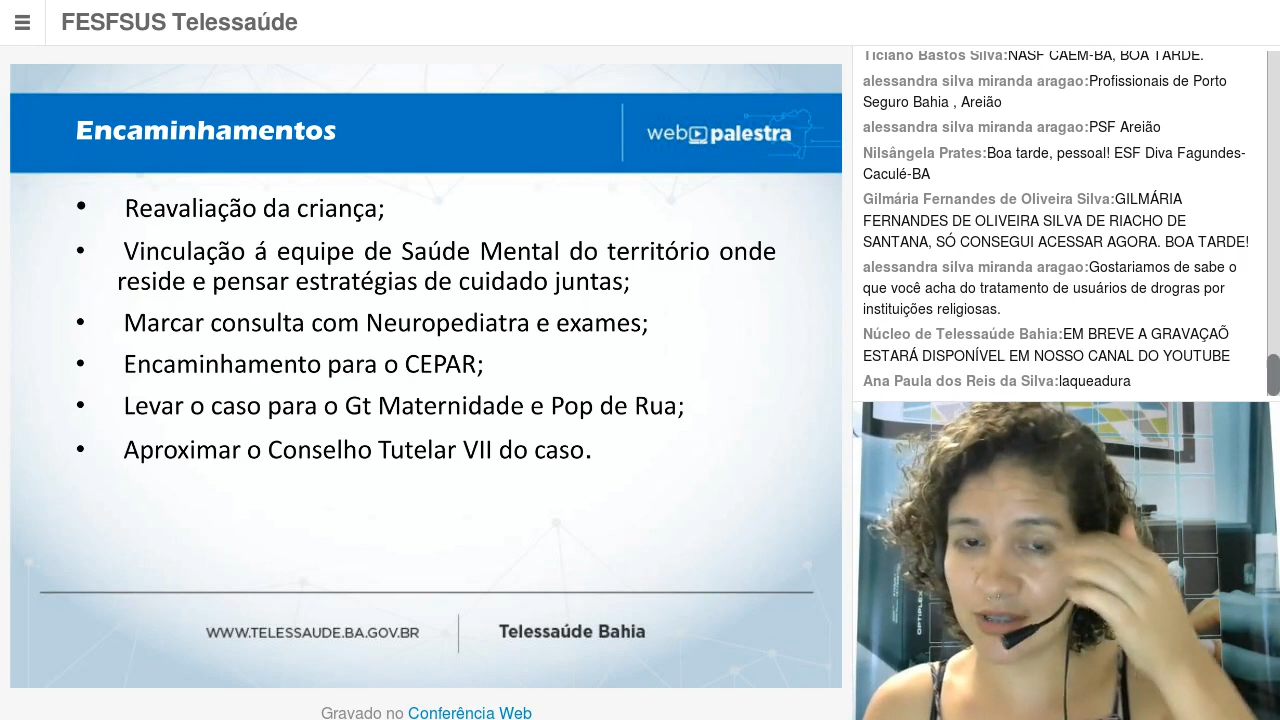 FESFSUS Telessaúde
Encaminhamentos
web palestra
• Reavaliação da criança;
• Vinculação á equipe de Saúde Mental do território onde
reside e pensar estratégias de cuidado juntas;
• Marcar consulta com Neuropediatra e exames;
• Encaminhamento para o CEPAR;
• Levar o caso para o Gt Maternidade e Pop de Rua;
• Aproximar o Conselho Tutelar VII do caso.
WWW.TELESSAUDE.BA.GOV.BR
Telessaúde Bahia
Gravado no Conferência Web
Ticiano Bastos Silva:NASF CAEM-BA, BOA TARDE.
alessandra silva miranda aragao:Profissionais de Porto
Seguro Bahia , Areião
alessandra silva miranda aragao:PSF Areião
Nilsângela Prates:Boa tarde, pessoal! ESF Diva Fagundes-
Caculé-BA
Gilmária Fernandes de Oliveira Silva:GILMÁRIA
FERNANDES DE OLIVEIRA SILVA DE RIACHO DE
SANTANA, SÓ CONSEGUI ACESSAR AGORA. BOA TARDE!
alessandra silva miranda aragao:Gostariamos de sabe o
que você acha do tratamento de usuários de drogras por
instituições religiosas.
Núcleo de Telessaúde Bahia:EM BREVE A GRAVAÇAÕ
ESTARÁ DISPONÍVEL EM NOSSO CANAL DO YOUTUBE
Ana Paula dos Reis da Silva:laqueadura
OPTIPLEX